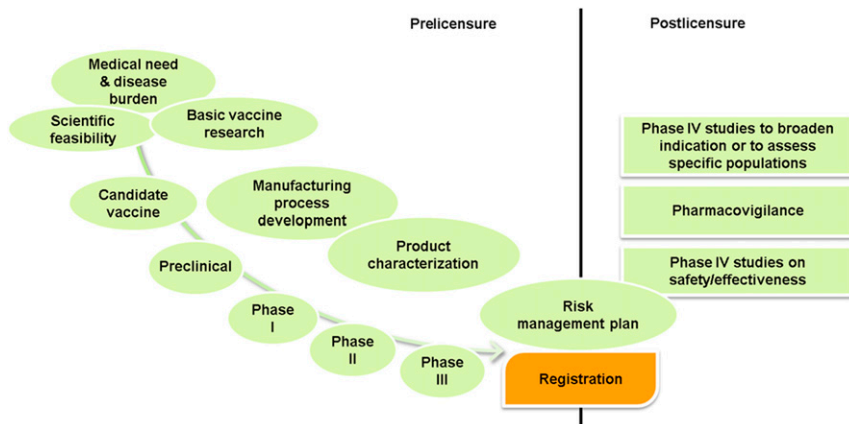 Prelicensure
Postlicensure
Medical need
& disease
burden
Scientific
feasibility
Basic vaccine
research
Candidate
vaccine
Manufacturing
process
development
Product
characterization
Preclinical
Phase
I
Phase
II
Phase
III
Risk
management plan
Registration
Phase IV studies to broaden
indication or to assess
specific populations
Pharmacovigilance
Phase IV studies on
safety/effectiveness